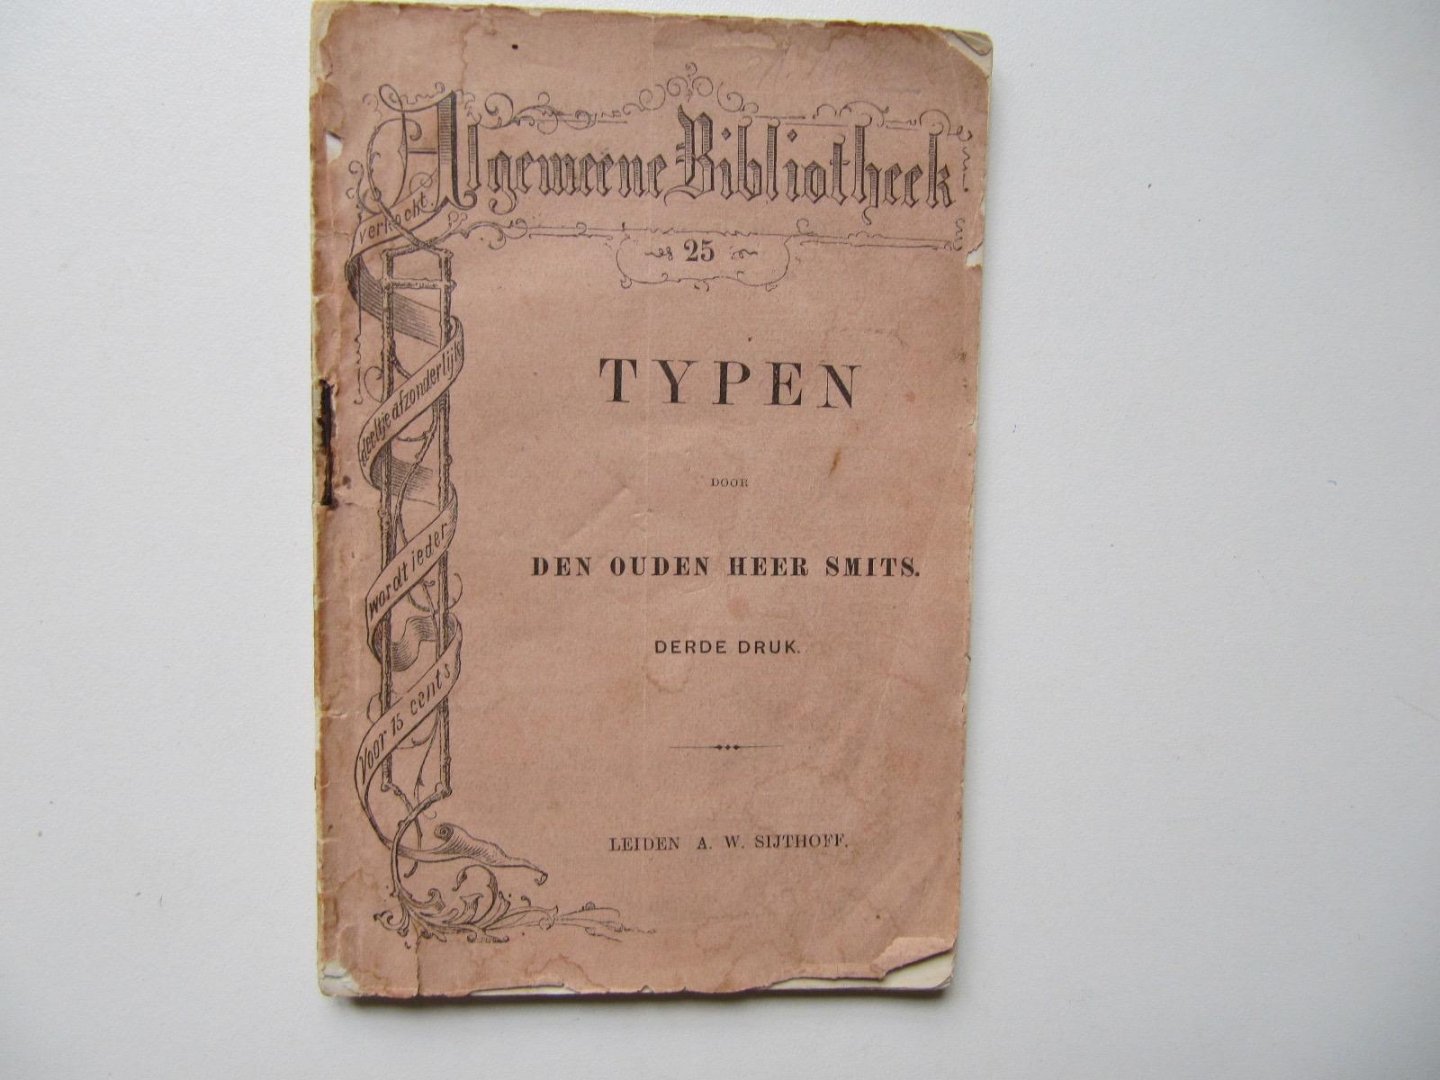 Algemeene Bibliotheek
25
TYPEN
DOOR
DEN OUDEN HEER SMITS.
DERDE DRUK.
LEIDEN A. W. SIJTHOFF.
Voor 15 cents
wordt ieder
deeltje afzonderlijk
verkocht.